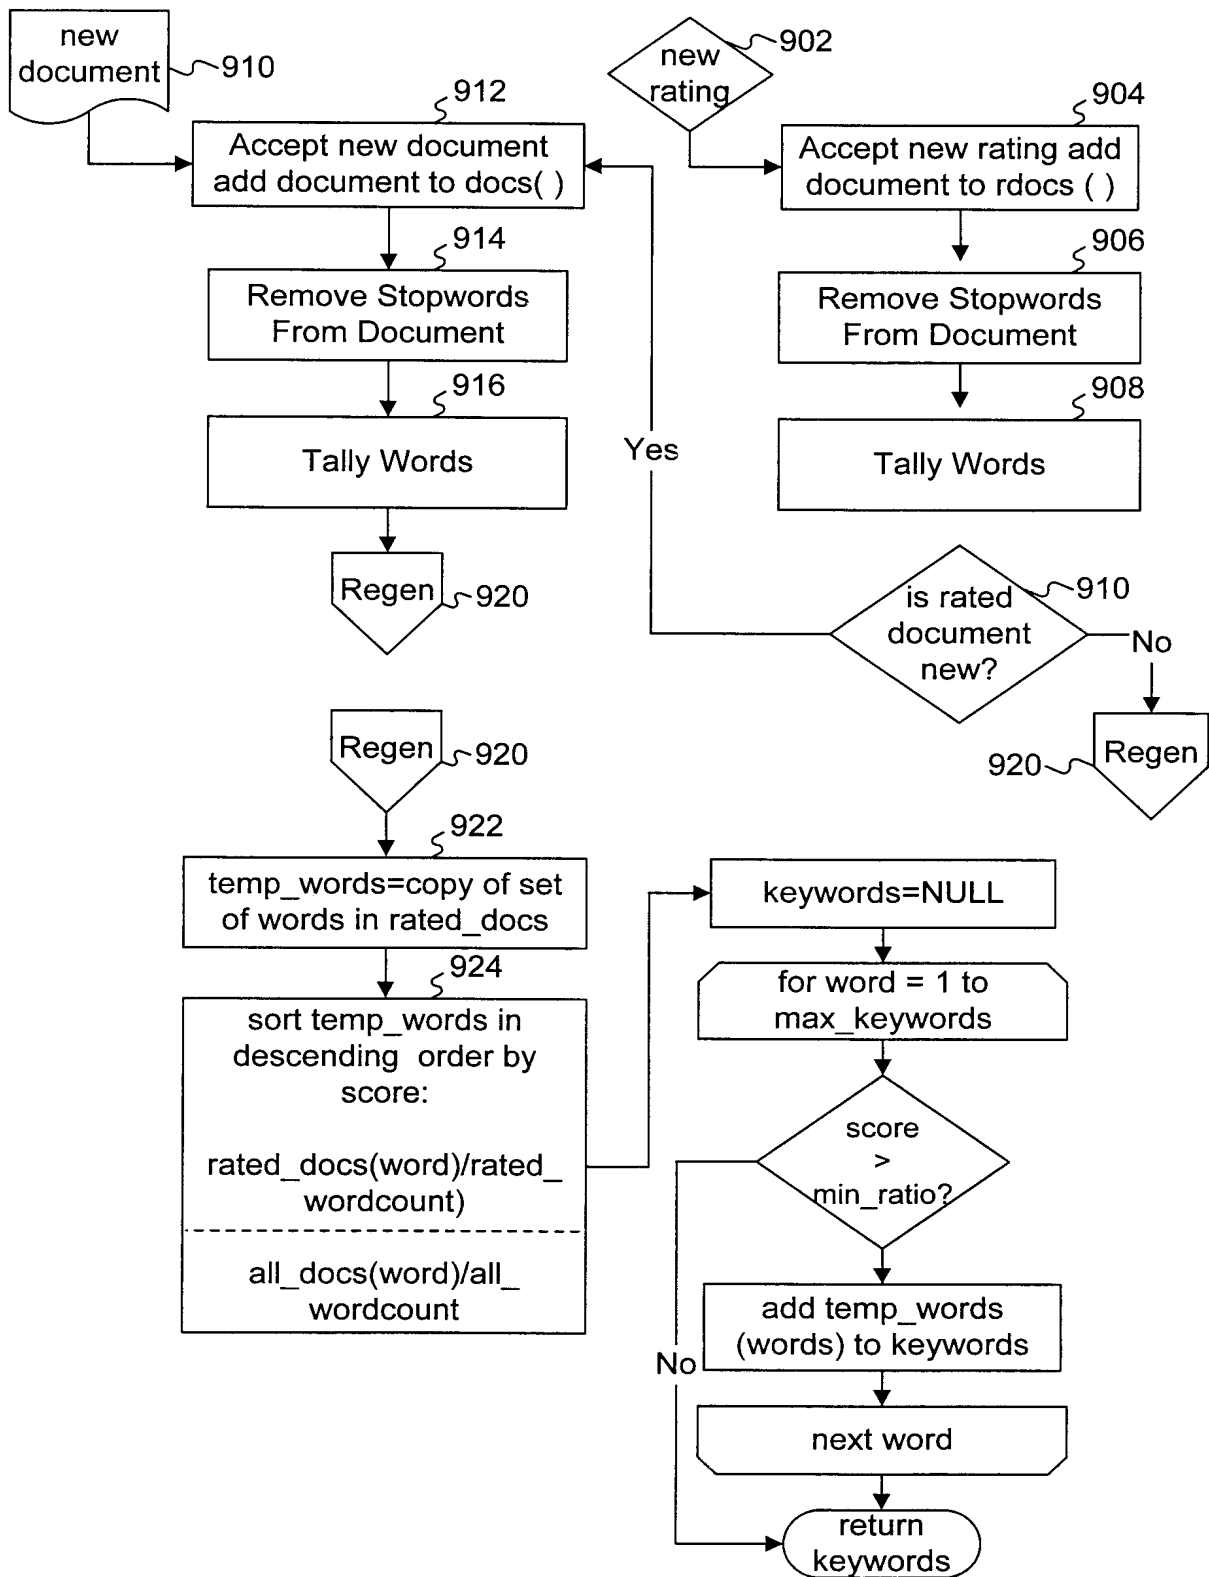 new
document
910
912
Accept new document
add document to docs( )
914
Remove Stopwords
From Document
916
Tally Words
Regen
920
new
rating
902
904
Accept new rating add
document to rdocs ( )
906
Remove Stopwords
From Document
908
Tally Words
Yes
is rated
document
new?
910
No
Regen
920
Regen
920
922
temp_words=copy of set
of words in rated_docs
924
sort temp_words in
descending order by
score:
rated_docs(word)/rated_
wordcount)
all_docs(word)/all_
wordcount
keywords=NULL
for word = 1 to
max_keywords
score
>
min_ratio?
No
add temp_words
(words) to keywords
next word
return
keywords